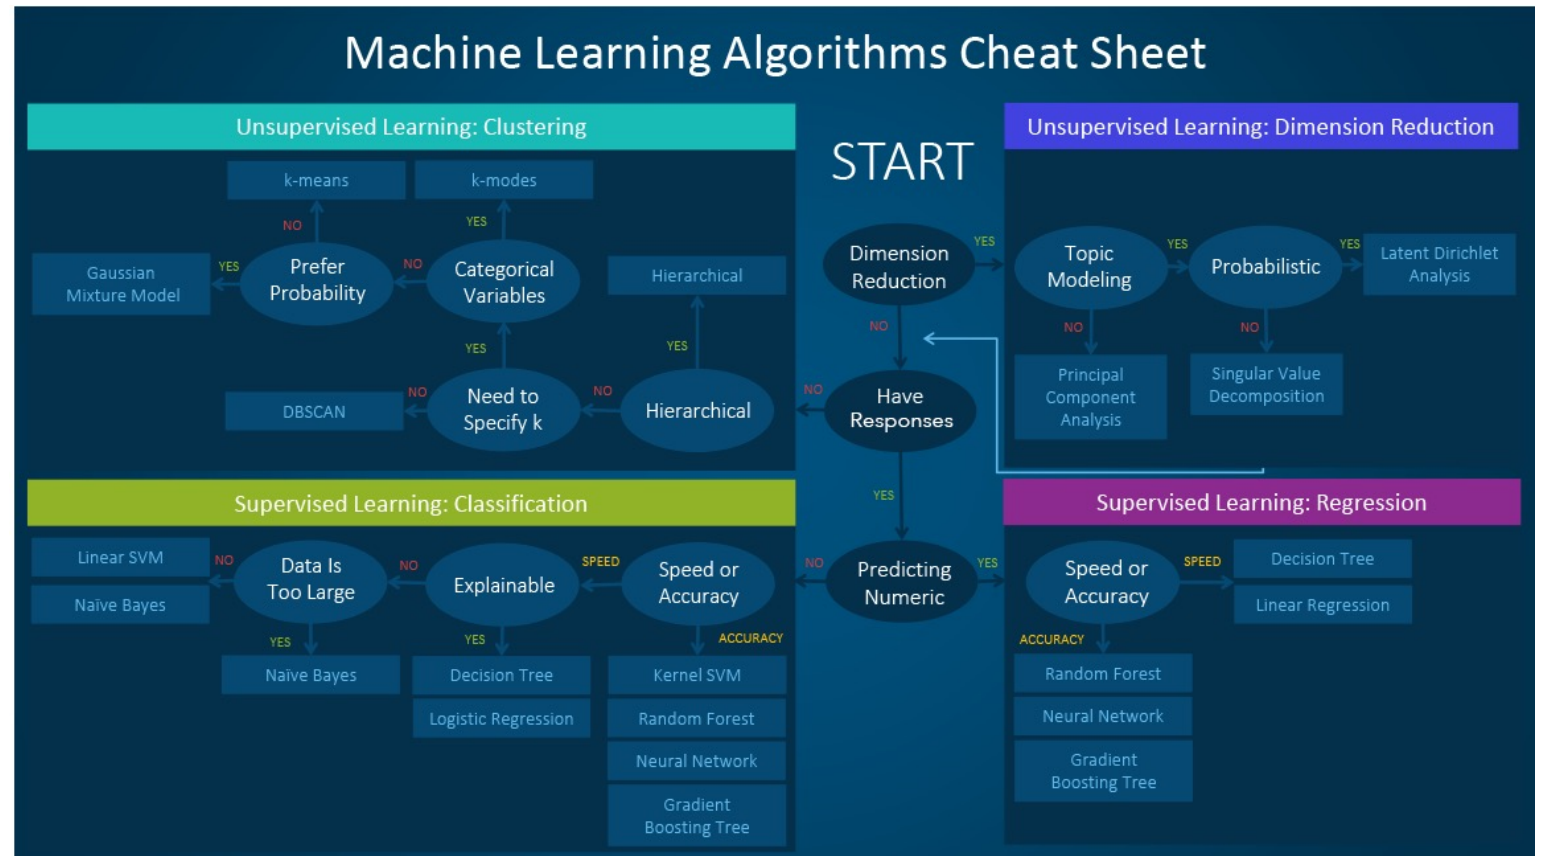 Machine Learning Algorithms Cheat Sheet
Unsupervised Learning: Clustering
k-means
k-modes
NO
YES
Gaussian
Mixture Model
YES
Prefer
Probability
NO
Categorical
Variables
Hierarchical
YES
YES
DBSCAN
NO
Need to
Specify k
NO
Hierarchical
START
Dimension
Reduction
YES
NO
NO
Have
Responses
YES
NO
Predicting
Numeric
YES
Unsupervised Learning: Dimension Reduction
Topic
Modeling
YES
Probabilistic
YES
Latent Dirichlet
Analysis
NO
NO
Principal
Component
Analysis
Singular Value
Decomposition
Supervised Learning: Classification
Linear SVM
Naïve Bayes
NO
Data Is
Too Large
NO
Explainable
SPEED
Speed or
Accuracy
YES
YES
ACCURACY
Naïve Bayes
Decision Tree
Logistic Regression
Kernel SVM
Random Forest
Neural Network
Gradient
Boosting Tree
Supervised Learning: Regression
Speed or
Accuracy
SPEED
Decision Tree
Linear Regression
ACCURACY
Random Forest
Neural Network
Gradient
Boosting Tree